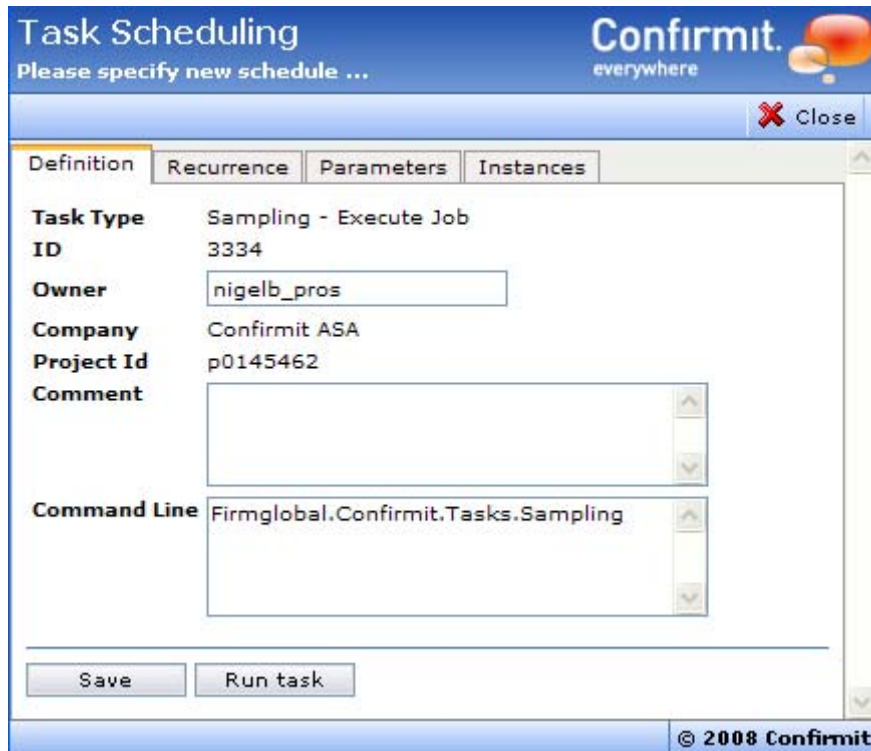 Task Scheduling
Please specify new schedule ...
Confirmit.
everywhere
Close
Definition Recurrence Parameters Instances
Task Type Sampling - Execute Job
ID 3334
Owner nigelb_pros
Company Confirmit ASA
Project Id p0145462
Comment
Command Line Firmglobal.Confirmit.Tasks.Sampling
Save Run task
© 2008 Confirmit